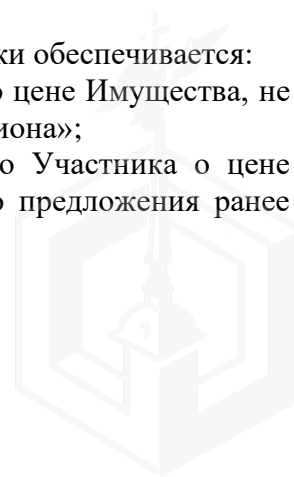 ки обеспечивается:
о цене Имущества, не
иона»;
о Участника о цене
о предложения ранее